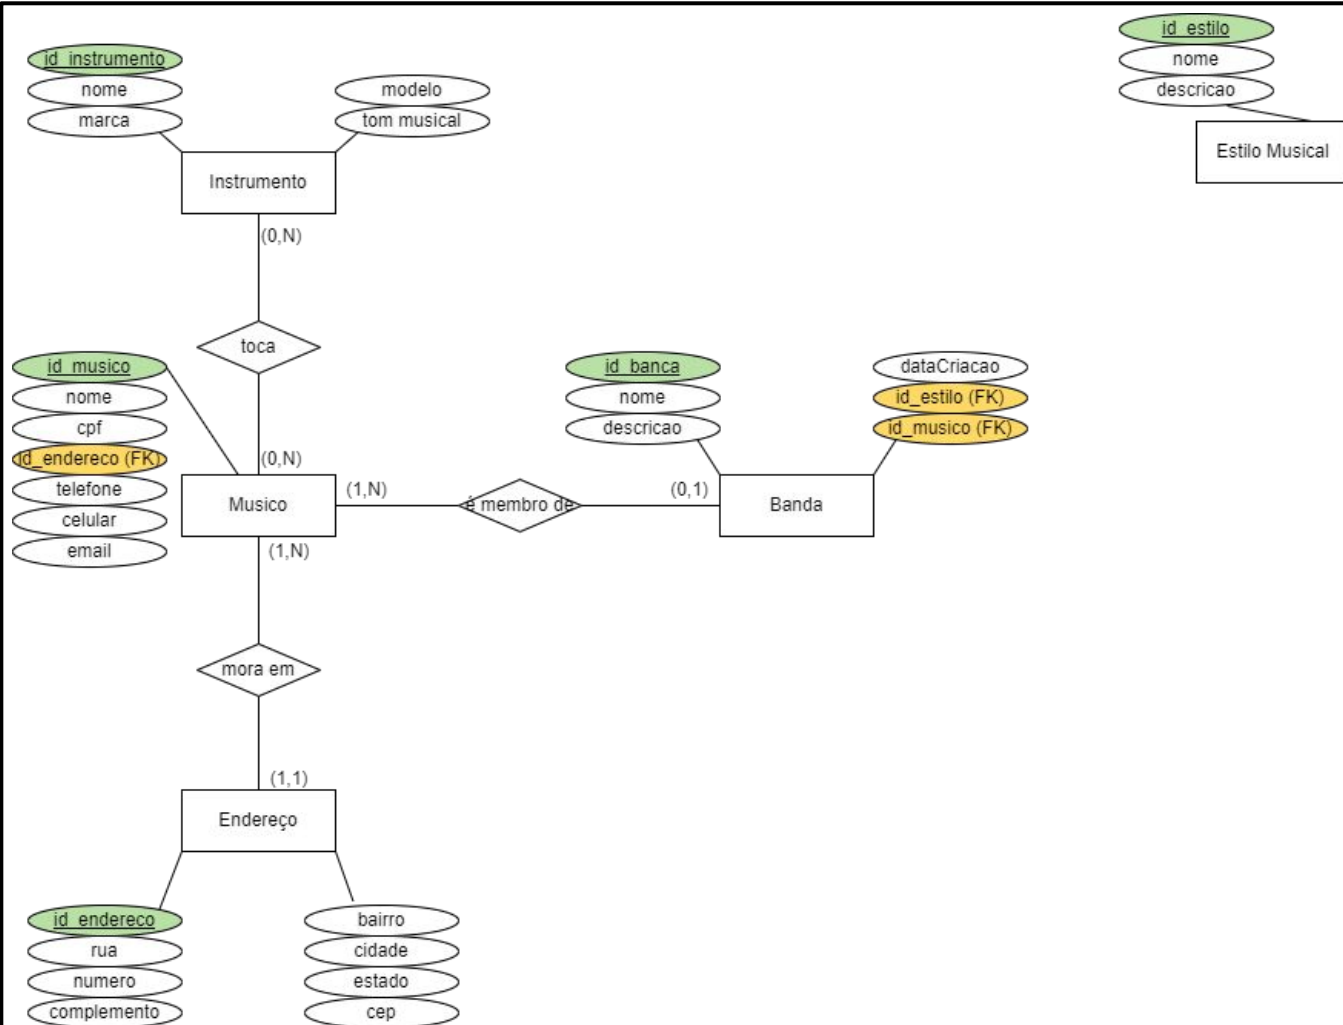 id_instrumento
nome
marca
modelo
tom musical
Instrumento
(0,N)
toca
(0,N)
id_estilo
nome
descricao
Estilo Musical
id_musico
nome
cpf
id_endereco (FK)
telefone
celular
email
Musico
(1,N)
é membro de
(0,1)
id_banca
nome
descricao
dataCriacao
id_estilo (FK)
id_musico (FK)
Banda
(1,N)
mora em
(1,1)
Endereço
id_endereco
rua
numero
complemento
bairro
cidade
estado
cep